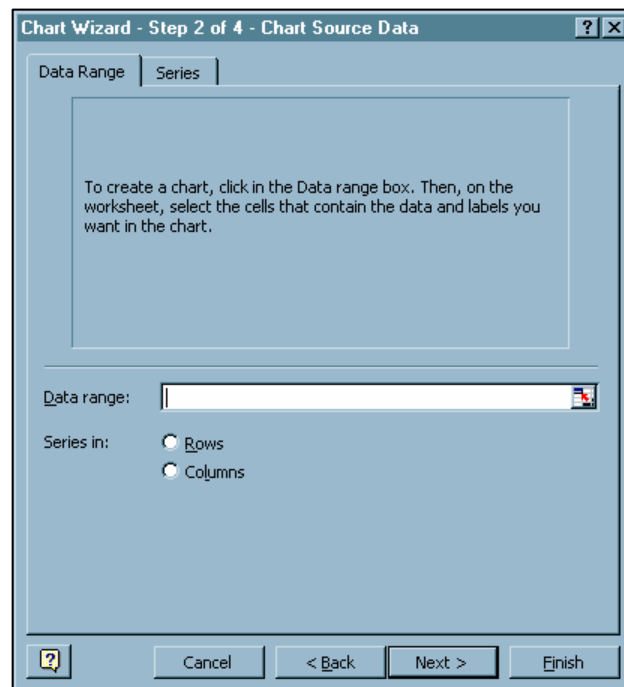 Chart Wizard - Step 2 of 4 - Chart Source Data
Data Range
Series
To create a chart, click in the Data range box. Then, on the
worksheet, select the cells that contain the data and labels you
want in the chart.
Data range:
Series in:
Rows
Columns
Cancel
< Back
Next >
Finish